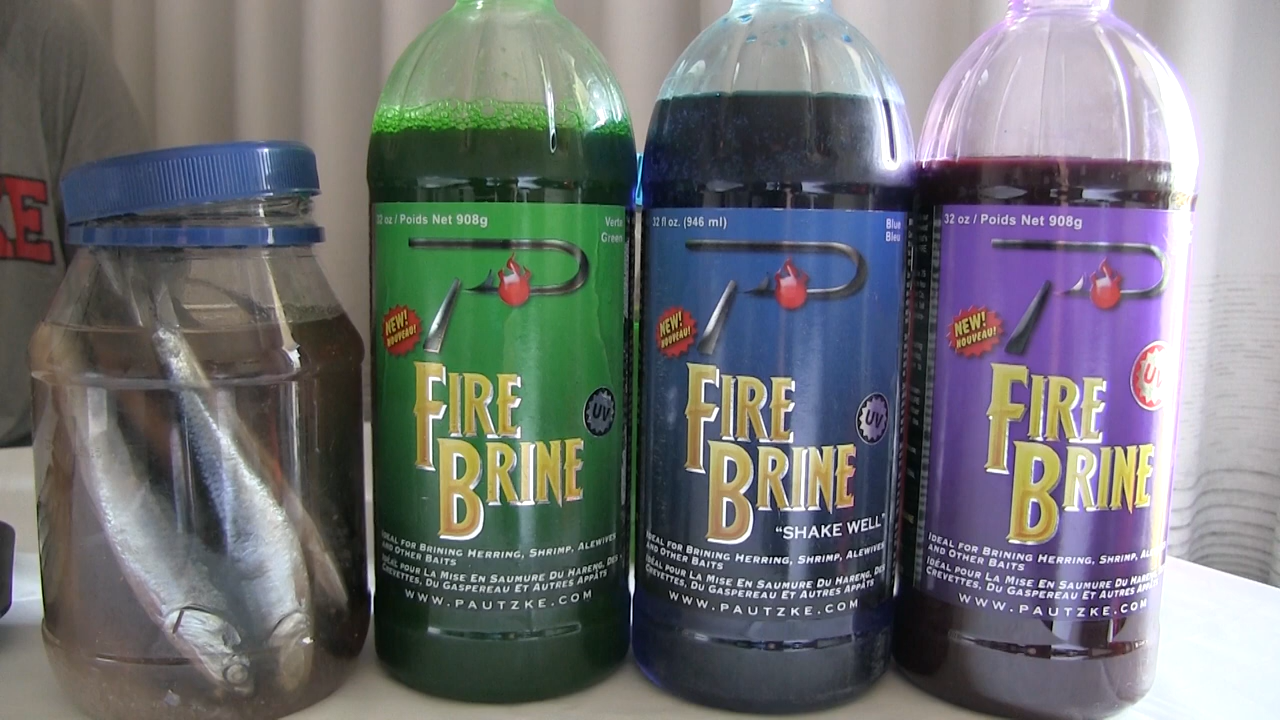 32 oz / Poids Net 908g
Verte
Green
NEW!
NOUVEAU!
FIRE
BRINE
UV
IDEAL FOR BRINING HERRING, SHRIMP, ALEWIVES
AND OTHER BAITS
IDÉAL POUR LA MISE EN SAUMURE DU HARENG, DES
CREVETTES, DU GASPEREAU ET AUTRES APPÂTS
WWW.PAUTZKE.COM
32 fl oz. (946 ml)
Blue
Bleu
NEW!
NOUVEAU!
FIRE
BRINE
UV
"SHAKE WELL"
IDEAL FOR BRINING HERRING, SHRIMP, ALEWIVES
AND OTHER BAITS
IDÉAL POUR LA MISE EN SAUMURE DU HARENG, DES
CREVETTES, DU GASPEREAU ET AUTRES APPÂTS
WWW.PAUTZKE.COM
32 oz / Poids Net 908g
NEW!
NOUVEAU!
UV
FIRE
BRINE
IDEAL FOR BRINING HERRING, SHRIMP,
AND OTHER BAITS
IDÉAL POUR LA MISE EN SAUMURE DU HARENG, DES
CREVETTES, DU GASPEREAU ET AUTRES APPÂTS
WWW.PAUTZKE.COM